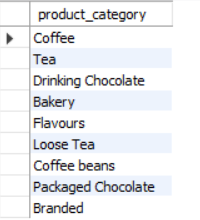 product_category
Coffee
Tea
Drinking Chocolate
Bakery
Flavours
Loose Tea
Coffee beans
Packaged Chocolate
Branded